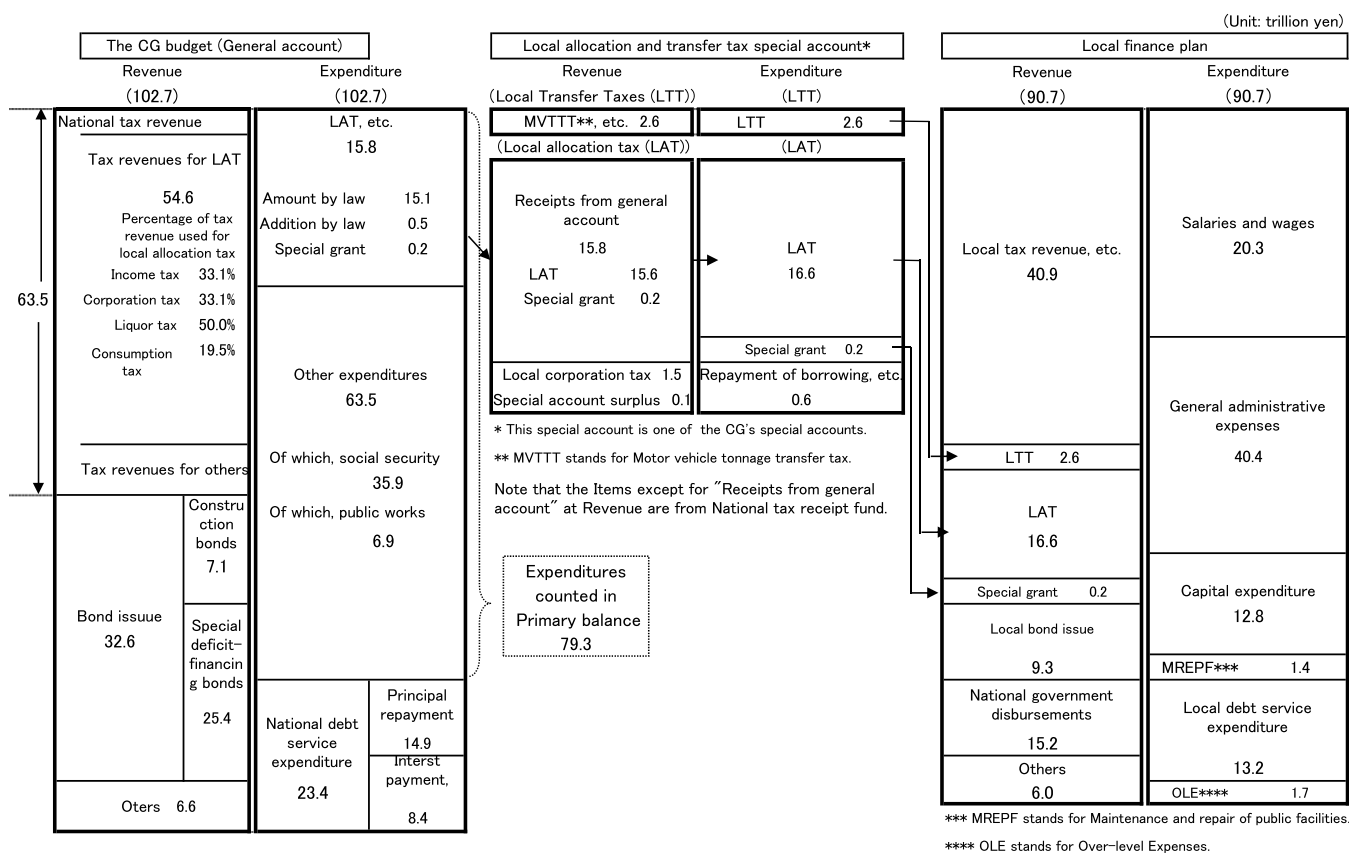 (Unit: trillion yen)
The CG budget (General account)
Revenue
Expenditure
(102.7)
(102.7)
National tax revenue
Tax revenues for LAT
54.6
Percentage of tax
revenue used for
local allocation tax
Income tax 33.1%
Corporation tax 33.1%
Liquor tax 50.0%
Consumption
tax
19.5%
Tax revenues for others
63.5
Bond issuue
32.6
Constru
ction
bonds
7.1
Special
deficit-
financin
g bonds
25.4
Oters 6.6
LAT, etc.
15.8
Amount by law 15.1
Addition by law 0.5
Special grant 0.2
Other expenditures
63.5
Of which, social security
35.9
Of which, public works
6.9
National debt
service
expenditure
23.4
Principal
repayment
14.9
Interst
payment,
8.4
Local allocation and transfer tax special account*
Revenue
Expenditure
(Local Transfer Taxes (LTT))
(LTT)
MVTTT**, etc. 2.6
LTT 2.6
(Local allocation tax (LAT))
(LAT)
Receipts from general
account
15.8
LAT 15.6
Special grant 0.2
Local corporation tax 1.5
Special account surplus 0.1
LAT
16.6
Special grant 0.2
Repayment of borrowing, etc.
0.6
* This special account is one of the CG's special accounts.
** MVTTT stands for Motor vehicle tonnage transfer tax.
Note that the Items except for "Receipts from general
account" at Revenue are from National tax receipt fund.
Expenditures
counted in
Primary balance
79.3
Local finance plan
Revenue
Expenditure
(90.7)
(90.7)
Local tax revenue, etc.
40.9
LTT 2.6
LAT
16.6
Special grant 0.2
Local bond issue
9.3
National government
disbursements
15.2
Others
6.0
Salaries and wages
20.3
General administrative
expenses
40.4
Capital expenditure
12.8
MREPF*** 1.4
Local debt service
expenditure
13.2
OLE**** 1.7
*** MREPF stands for Maintenance and repair of public facilities.
**** OLE stands for Over-level Expenses.